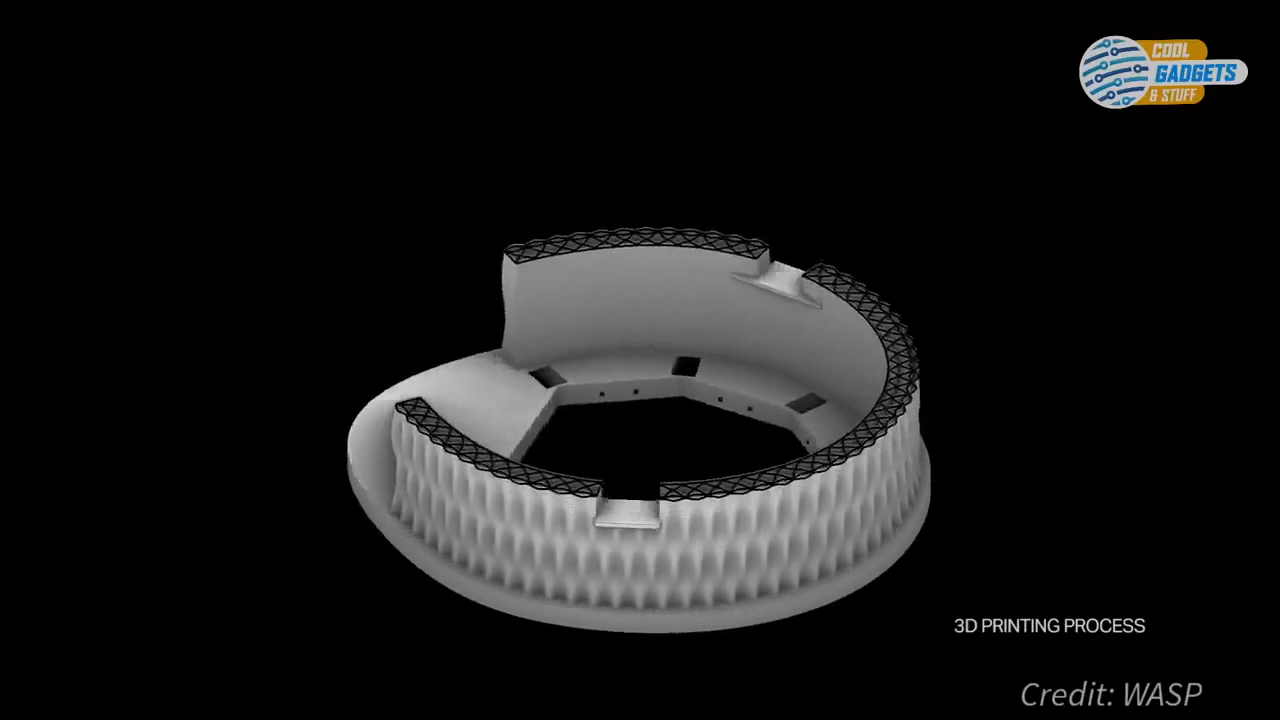 COOL
GADGETS
& STUFF
3D PRINTING PROCESS
Credit: WASP